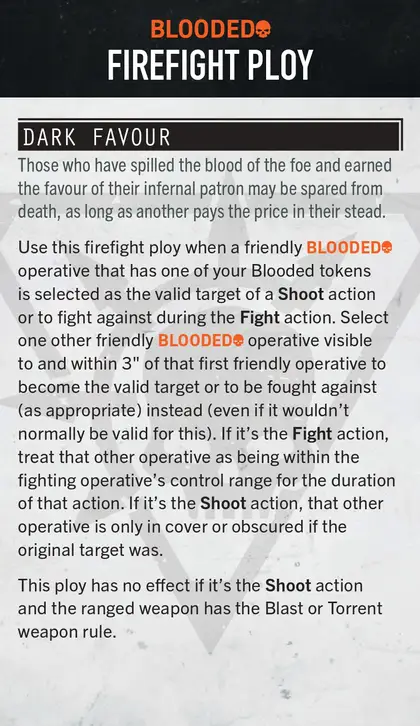 BLOODED
FIREFIGHT PLOY
DARK FAVOUR
Those who have spilled the blood of the foe and earned
the favour of their infernal patron may be spared from
death, as long as another pays the price in their stead.
Use this firefight ploy when a friendly BLOODED
operative that has one of your Blooded tokens
is selected as the valid target of a Shoot action
or to fight against during the Fight action. Select
one other friendly BLOODED operative visible
to and within 3" of that first friendly operative to
become the valid target or to be fought against
(as appropriate) instead (even if it wouldn't
normally be valid for this). If it's the Fight action,
treat that other operative as being within the
fighting operative's control range for the duration
of that action. If it's the Shoot action, that other
operative is only in cover or obscured if the
original target was.
This ploy has no effect if it's the Shoot action
and the ranged weapon has the Blast or Torrent
weapon rule.